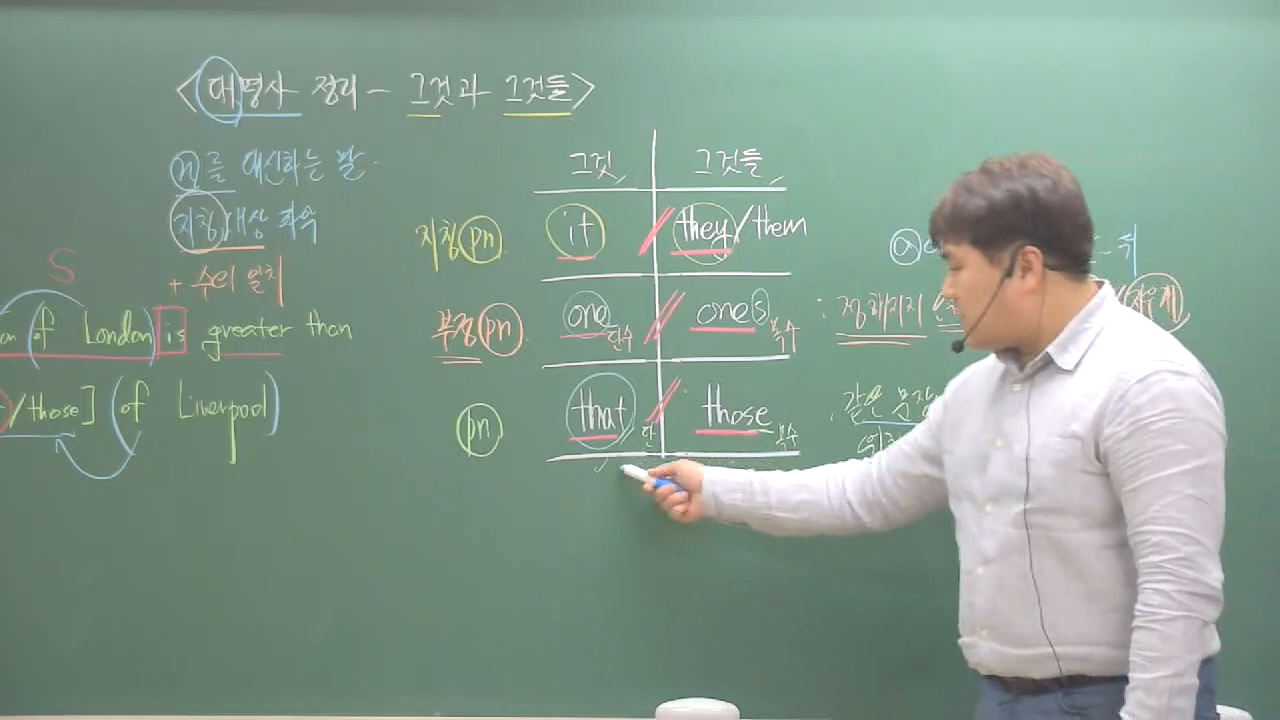 <대명사 정리 - 그것과 그것들>
n를 대신하는 말.
지칭 대상 파악
+ 수의 일치
S
(of London) is greater than
/those] (of Liverpool)
그것, 그것들,
지칭 pn. it they/them
부정 pn. one 단수 ones 복수
pn that 단 those 복수
: 정해지지
같은 문장